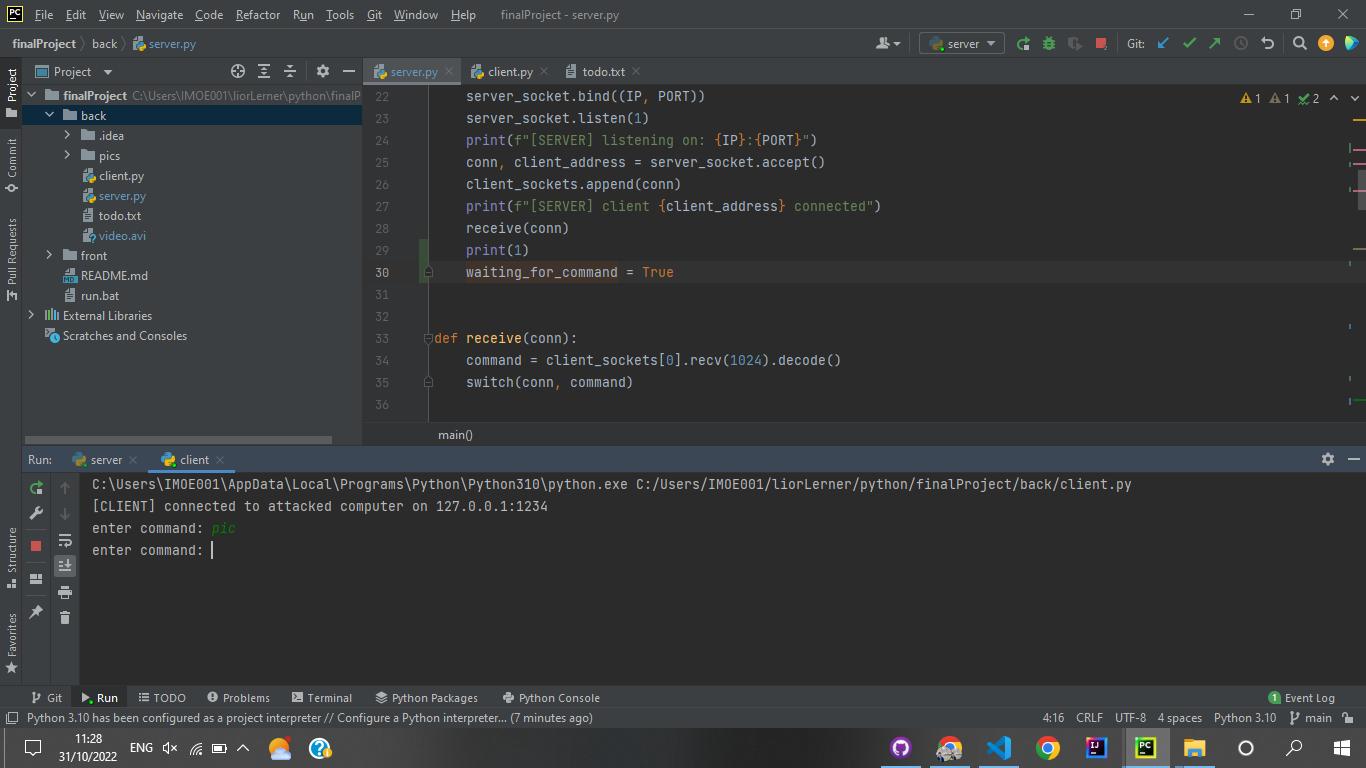 File Edit View Navigate Code Refactor Run Tools Git Window Help finalProject - server.py
finalProject back server.py server Git:
Project
server.py client.py todo.txt
finalProject C:\Users\IMOE001\liorLerner\python\finalP
back
.idea
pics
client.py
server.py
todo.txt
video.avi
front
README.md
run.bat
External Libraries
Scratches and Consoles
Project
Commit
Pull Requests
Structure
Favorites
1 1 2
22 server_socket.bind((IP, PORT))
23 server_socket.listen(1)
24 print(f"[SERVER] listening on: {IP}:{PORT}")
25 conn, client_address = server_socket.accept()
26 client_sockets.append(conn)
27 print(f"[SERVER] client {client_address} connected")
28 receive(conn)
29 print(1)
30 waiting_for_command = True
31
32
33 def receive(conn):
34 command = client_sockets[0].recv(1024).decode()
35 switch(conn, command)
36
main()
Run: server client
C:\Users\IMOE001\AppData\Local\Programs\Python\Python310\python.exe C:/Users/IMOE001/liorLerner/python/finalProject/back/client.py
[CLIENT] connected to attacked computer on 127.0.0.1:1234
enter command: pic
enter command:
Git Run TODO Problems Terminal Python Packages Python Console 1 Event Log
Python 3.10 has been configured as a project interpreter // Configure a Python interpreter... (7 minutes ago) 4:16 CRLF UTF-8 4 spaces Python 3.10 main
11:28
31/10/2022
ENG